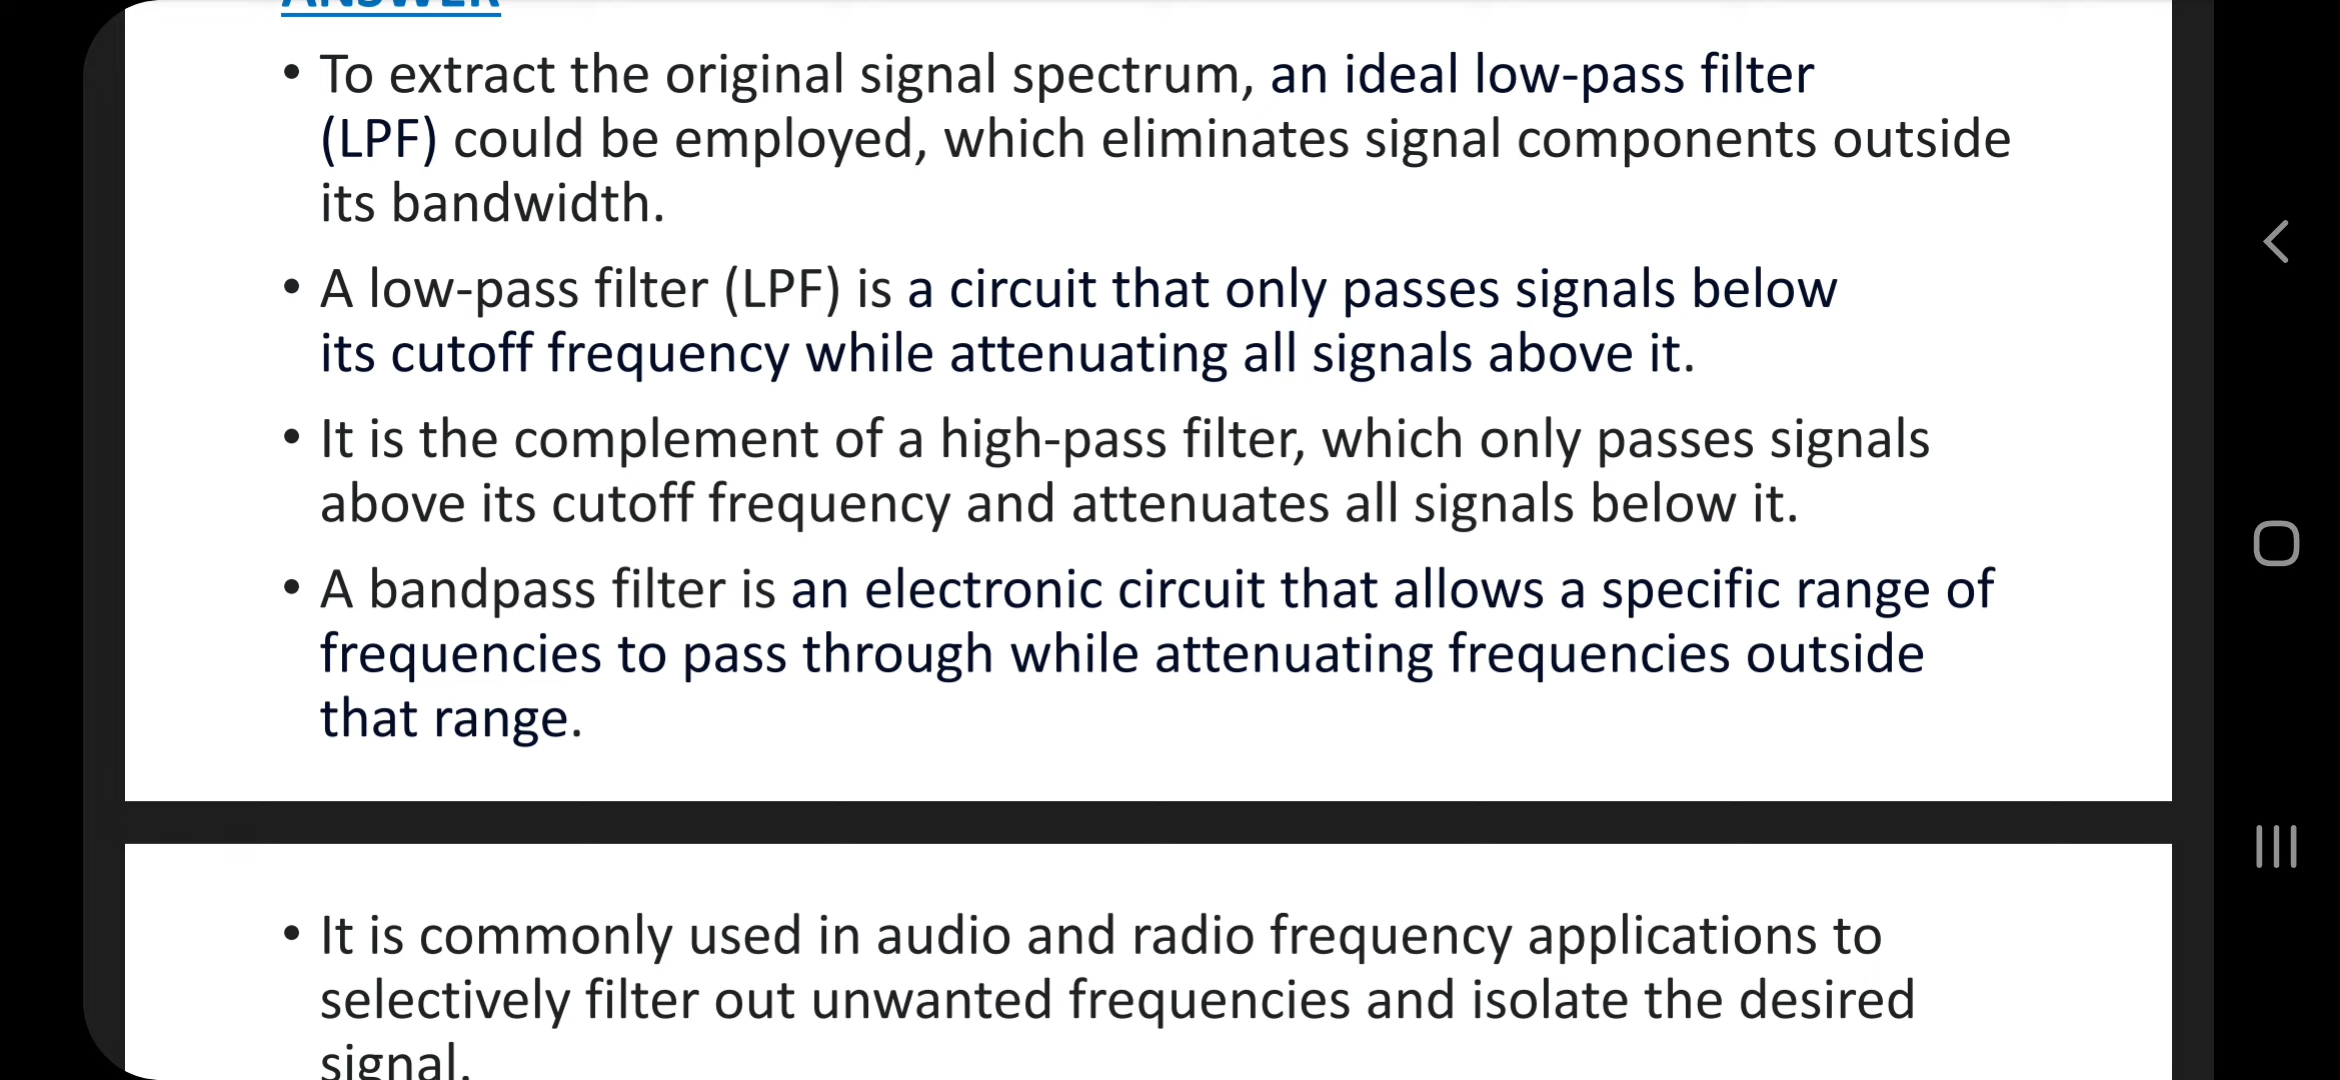 ANSWER
• To extract the original signal spectrum, an ideal low-pass filter
(LPF) could be employed, which eliminates signal components outside
its bandwidth.
• A low-pass filter (LPF) is a circuit that only passes signals below
its cutoff frequency while attenuating all signals above it.
• It is the complement of a high-pass filter, which only passes signals
above its cutoff frequency and attenuates all signals below it.
• A bandpass filter is an electronic circuit that allows a specific range of
frequencies to pass through while attenuating frequencies outside
that range.
• It is commonly used in audio and radio frequency applications to
selectively filter out unwanted frequencies and isolate the desired
signal.